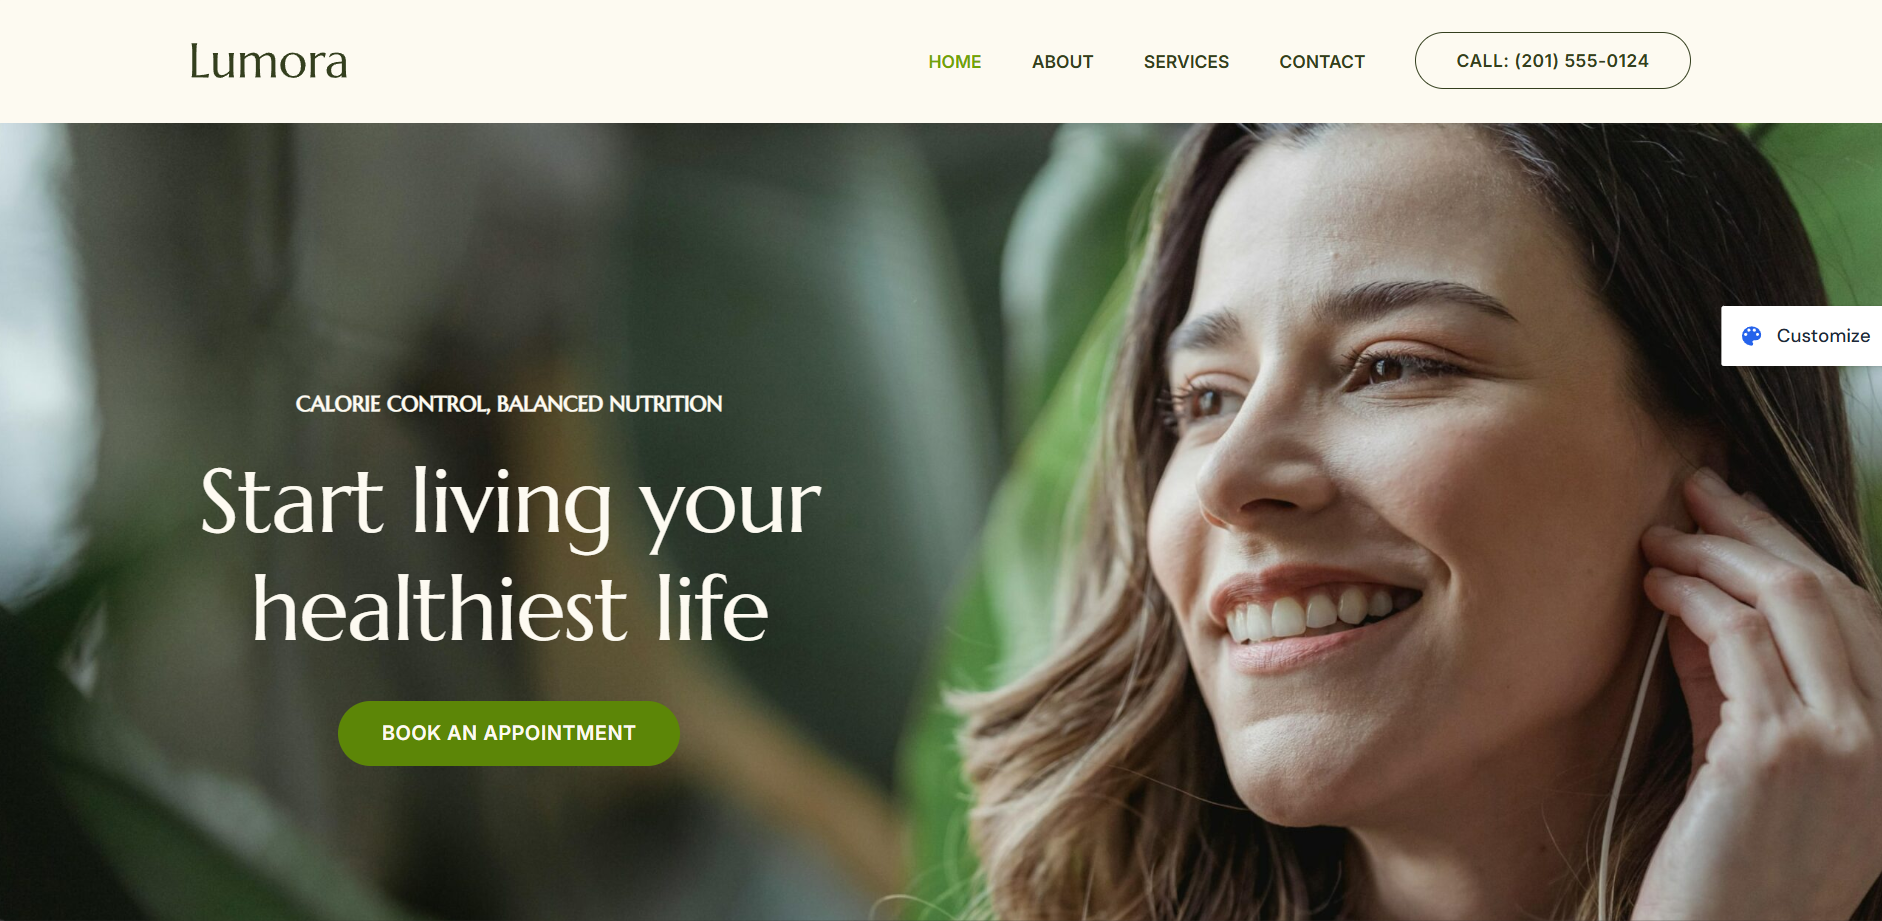 Lumora
HOME
ABOUT
SERVICES
CONTACT
CALL: (201) 555-0124
Customize
CALORIE CONTROL, BALANCED NUTRITION
Start living your
healthiest life
BOOK AN APPOINTMENT